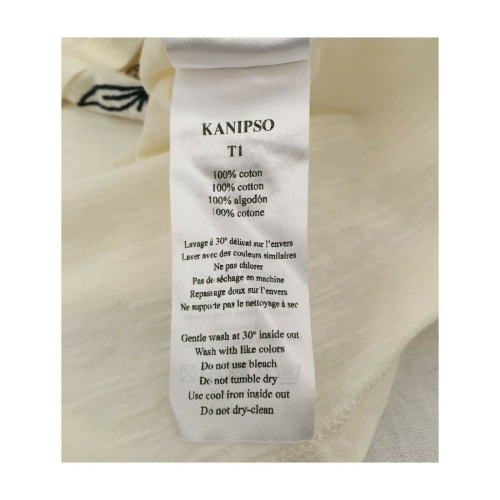 KANIPSO
T1
100% coton
100% cotton
100% algodón
100% cotone
Lavage à 30° délicat sur l'envers
Laver avec des couleurs similaires
Ne pas chlorer
Pas de séchage en machine
Repassage doux sur l'envers
Ne supporte pas le nettoyage à sec
Gentle wash at 30° inside out
Wash with like colors
Do not use bleach
Do not tumble dry
Use cool iron inside out
Do not dry-clean